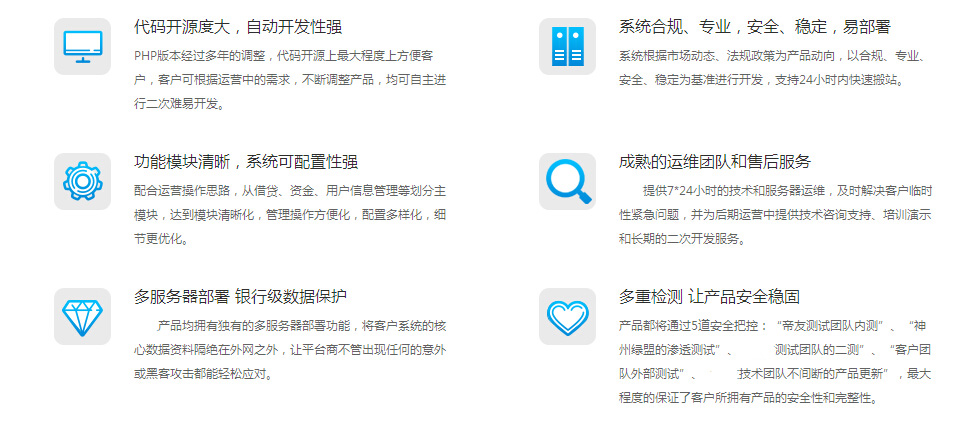 代码开源度大，自动开发性强
PHP版本经过多年的调整，代码开源上最大程度上方便客
户，客户可根据运营中的需求，不断调整产品，均可自主进
行二次难易开发。
系统合规、专业，安全、稳定，易部署
系统根据市场动态、法规政策为产品动向，以合规、专业、
安全、稳定为基准进行开发，支持24小时内快速搬站。
功能模块清晰，系统可配置性强
配合运营操作思路，从借贷、资金、用户信息管理等划分主
模块，达到模块清晰化，管理操作方便化，配置多样化，细
节更优化。
成熟的运维团队和售后服务
提供7*24小时的技术和服务器运维，及时解决客户临时
性紧急问题，并为后期运营中提供技术咨询支持、培训演示
和长期的二次开发服务。
多服务器部署 银行级数据保护
产品均拥有独有的多服务器部署功能，将客户系统的核
心数据资料隔绝在外网之外，让平台商不管出现任何的意外
或黑客攻击都能轻松应对。
多重检测 让产品安全稳固
产品都将通过5道安全把控：“帝友测试团队内测”、“神
州绿盟的渗透测试”、 测试团队的二测”、“客户团
队外部测试”、 技术团队不间断的产品更新”，最大
程度的保证了客户所拥有产品的安全性和完整性。